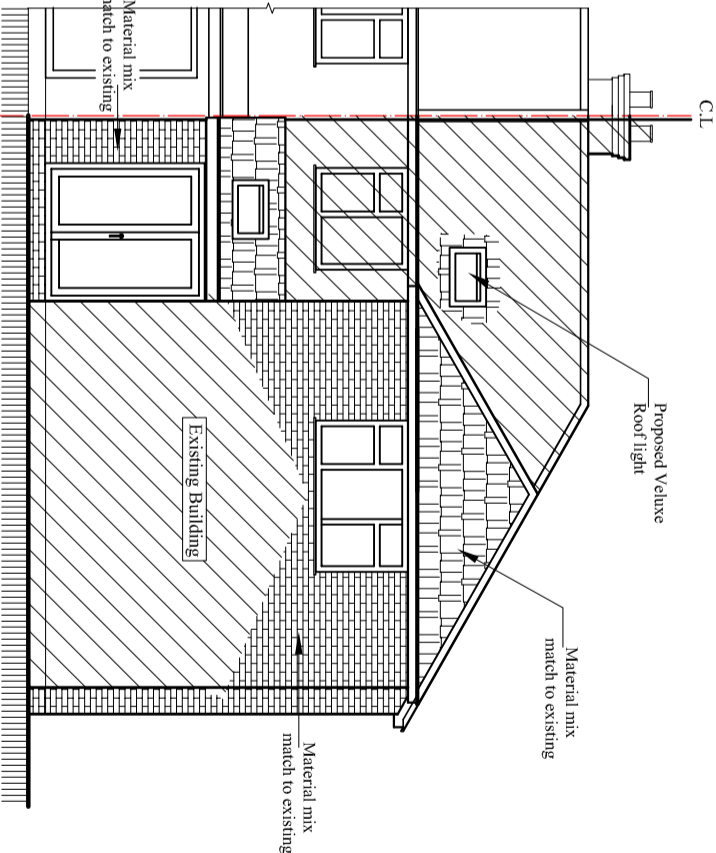 C.L
Proposed Veluxe
Roof light
Material mix
match to existing
Existing Building
Material mix
match to existing
Material mix
match to existing